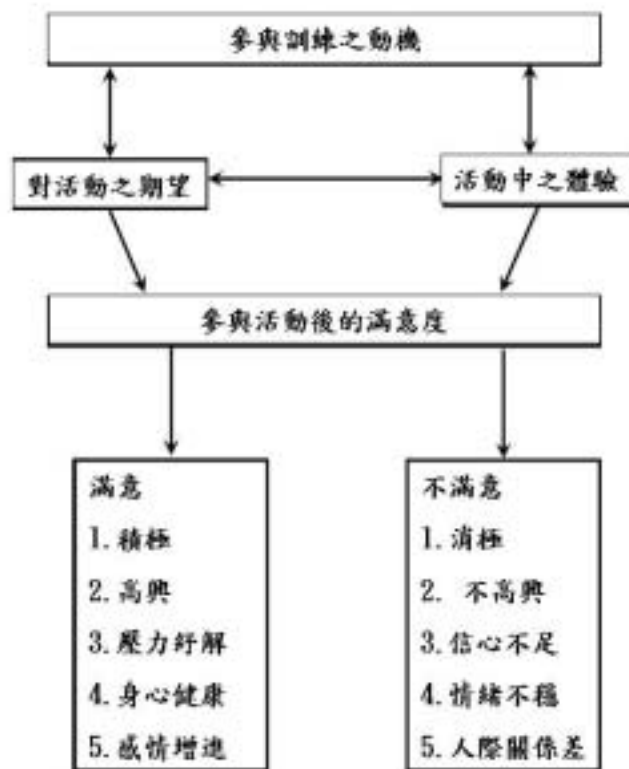 參與訓練之動機
對活動之期望
活動中之體驗
參與活動後的滿意度
滿意
1.積極
2.高興
3.壓力紓解
4.身心健康
5.感情增進
不滿意
1.消極
2. 不高興
3.信心不足
4.情緒不穩
5.人際關係差